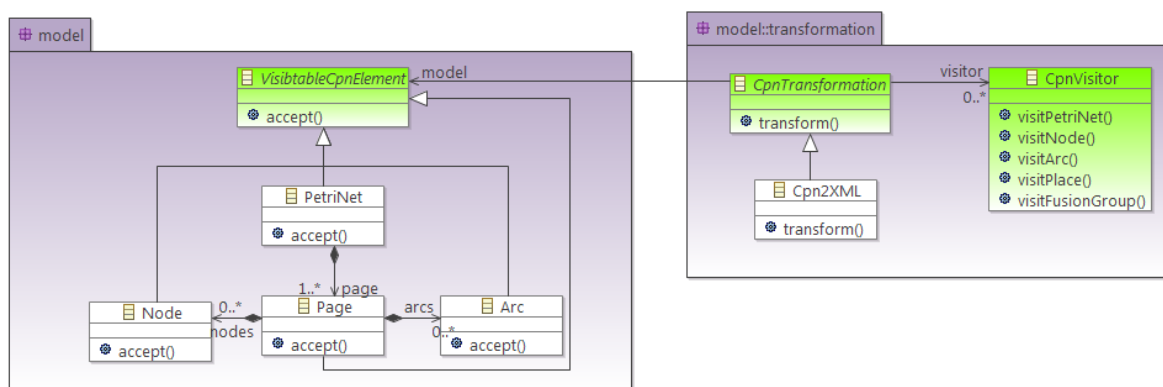 model
VisibtableCpnElement
accept()
model
PetriNet
accept()
1..*
page
Node
accept()
0..*
nodes
Page
accept()
arcs
0..*
Arc
accept()
model::transformation
CpnTransformation
transform()
visitor
0..*
CpnVisitor
visitPetriNet()
visitNode()
visitArc()
visitPlace()
visitFusionGroup()
Cpn2XML
transform()